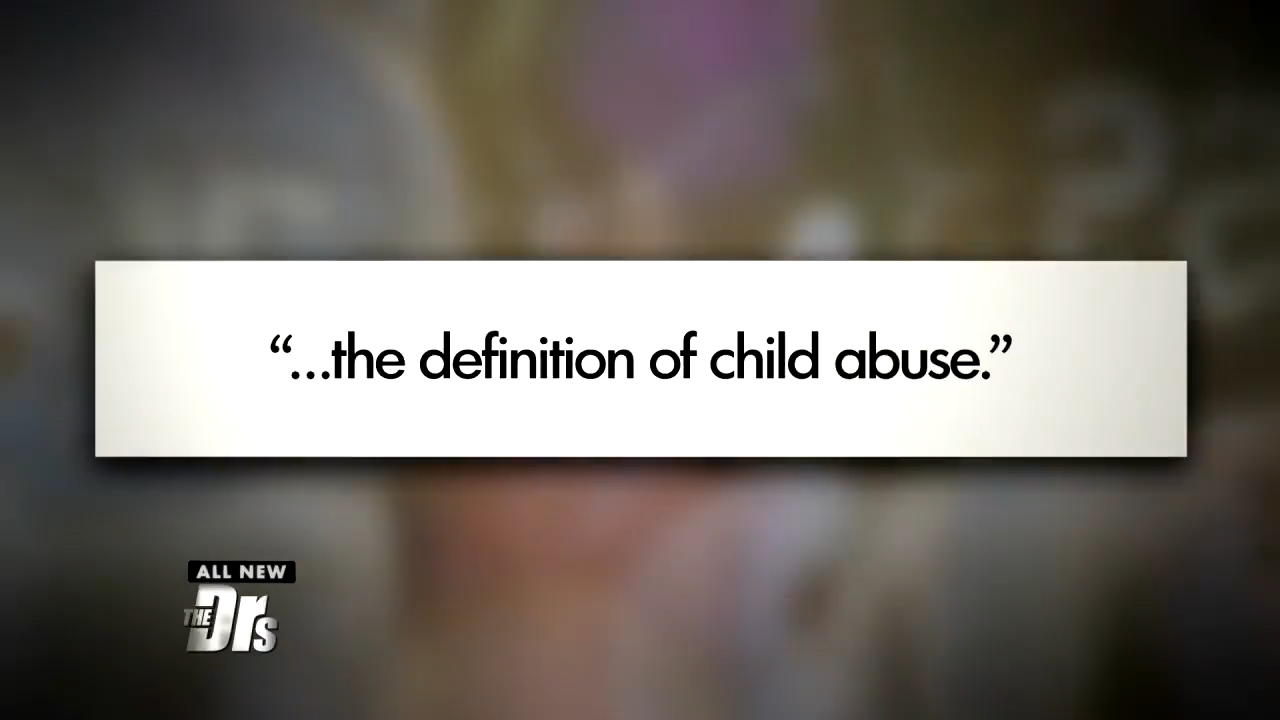 “...the definition of child abuse.”
ALL NEW
THE Drs